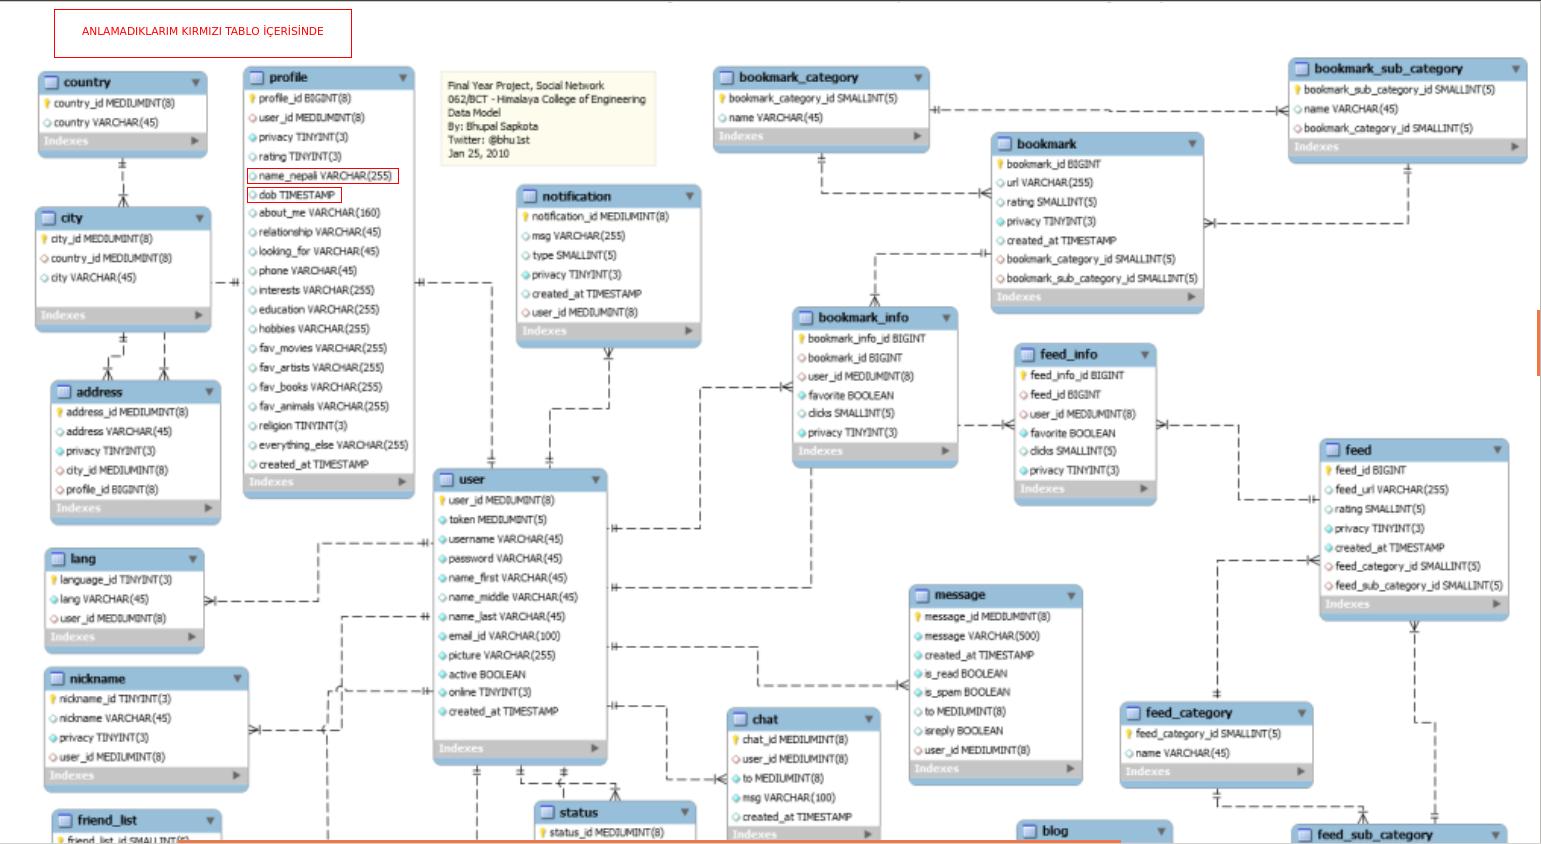 ANLAMADIKLARIM KIRMIZI TABLO İÇERİSİNDE
country
country_id MEDIUMINT(8)
country VARCHAR(45)
Indexes
profile
profile_id BIGINT(8)
user_id MEDIUMINT(8)
privacy TINYINT(3)
rating TINYINT(3)
name_nepali VARCHAR(255)
dob TIMESTAMP
about_me VARCHAR(160)
relationship VARCHAR(45)
looking_for VARCHAR(45)
phone VARCHAR(45)
interests VARCHAR(255)
education VARCHAR(255)
hobbies VARCHAR(255)
fav_movies VARCHAR(255)
fav_artists VARCHAR(255)
fav_books VARCHAR(255)
fav_animals VARCHAR(255)
religion TINYINT(3)
everything_else VARCHAR(255)
created_at TIMESTAMP
Indexes
Final Year Project, Social Network
062/BCT - Himalaya College of Engineering
Data Model
By: Bhupal Sapkota
Twitter: @bhu1st
Jan 25, 2010
bookmark_category
bookmark_category_id SMALLINT(5)
name VARCHAR(45)
Indexes
bookmark_sub_category
bookmark_sub_category_id SMALLINT(5)
name VARCHAR(45)
bookmark_category_id SMALLINT(5)
Indexes
bookmark
bookmark_id BIGINT
url VARCHAR(255)
rating SMALLINT(5)
privacy TINYINT(3)
created_at TIMESTAMP
bookmark_category_id SMALLINT(5)
bookmark_sub_category_id SMALLINT(5)
Indexes
city
city_id MEDIUMINT(8)
country_id MEDIUMINT(8)
city VARCHAR(45)
Indexes
notification
notification_id MEDIUMINT(8)
msg VARCHAR(255)
type SMALLINT(5)
privacy TINYINT(3)
created_at TIMESTAMP
user_id MEDIUMINT(8)
Indexes
bookmark_info
bookmark_info_id BIGINT
bookmark_id BIGINT
user_id MEDIUMINT(8)
favorite BOOLEAN
clicks SMALLINT(5)
privacy TINYINT(3)
Indexes
feed_info
feed_info_id BIGINT
feed_id BIGINT
user_id MEDIUMINT(8)
favorite BOOLEAN
clicks SMALLINT(5)
privacy TINYINT(3)
Indexes
address
address_id MEDIUMINT(8)
address VARCHAR(45)
privacy TINYINT(3)
city_id MEDIUMINT(8)
profile_id BIGINT(8)
Indexes
feed
feed_id BIGINT
feed_url VARCHAR(255)
rating SMALLINT(5)
privacy TINYINT(3)
created_at TIMESTAMP
feed_category_id SMALLINT(5)
feed_sub_category_id SMALLINT(5)
Indexes
user
user_id MEDIUMINT(8)
token MEDIUMINT(5)
username VARCHAR(45)
password VARCHAR(45)
name_first VARCHAR(45)
name_middle VARCHAR(45)
name_last VARCHAR(45)
email_id VARCHAR(100)
picture VARCHAR(255)
active BOOLEAN
online TINYINT(3)
created_at TIMESTAMP
Indexes
lang
language_id TINYINT(3)
lang VARCHAR(45)
user_id MEDIUMINT(8)
Indexes
message
message_id MEDIUMINT(8)
message VARCHAR(500)
created_at TIMESTAMP
is_read BOOLEAN
is_spam BOOLEAN
to MEDIUMINT(8)
isreply BOOLEAN
user_id MEDIUMINT(8)
Indexes
nickname
nickname_id TINYINT(3)
nickname VARCHAR(45)
privacy TINYINT(3)
user_id MEDIUMINT(8)
Indexes
chat
chat_id MEDIUMINT(8)
user_id MEDIUMINT(8)
to MEDIUMINT(8)
msg VARCHAR(100)
created_at TIMESTAMP
Indexes
feed_category
feed_category_id SMALLINT(5)
name VARCHAR(45)
Indexes
friend_list
friend_list_id SMALLINT(5)
status
status_id MEDIUMINT(8)
blog
feed_sub_category